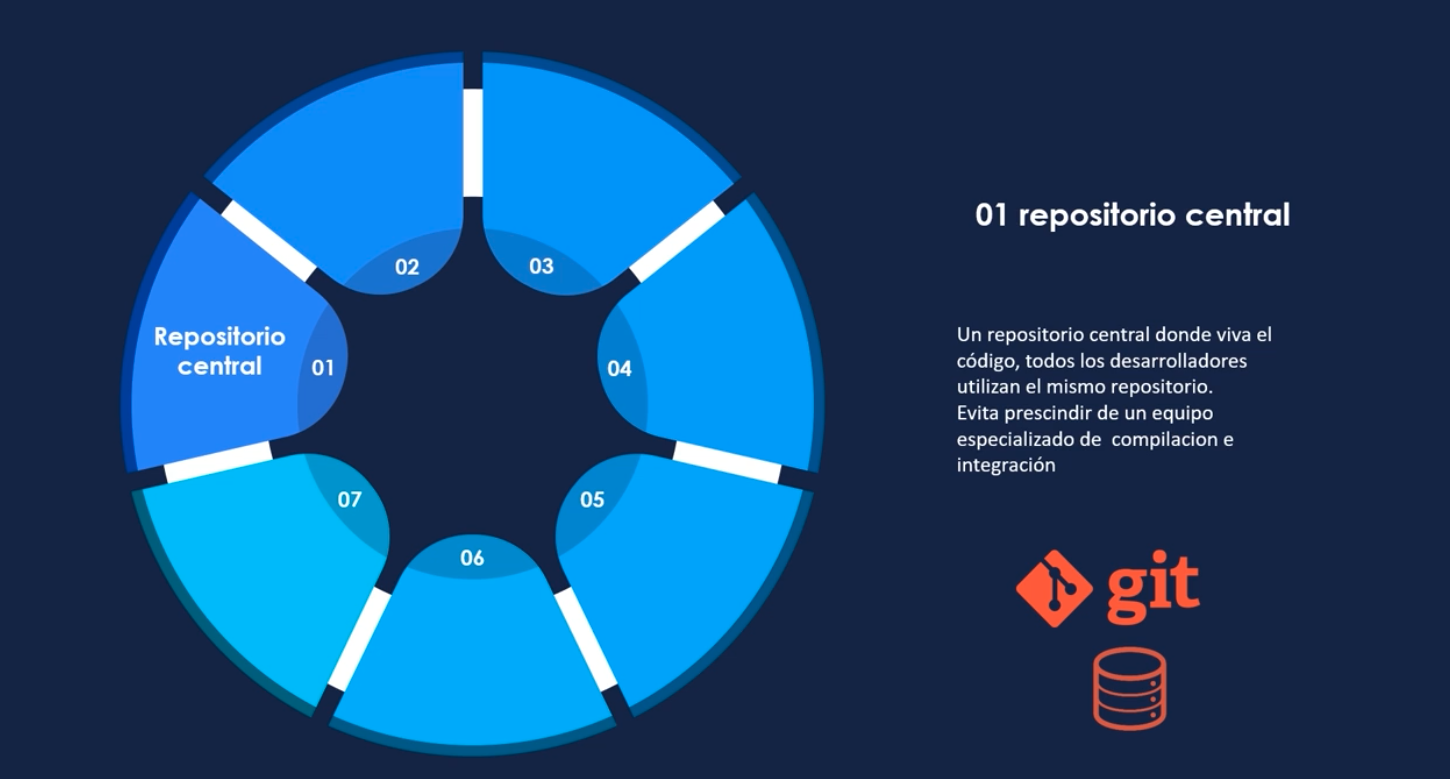 02
03
Repositorio
central
01
04
07
05
06
01 repositorio central
Un repositorio central donde viva el
código, todos los desarrolladores
utilizan el mismo repositorio.
Evita prescindir de un equipo
especializado de  compilacion e
integración
git